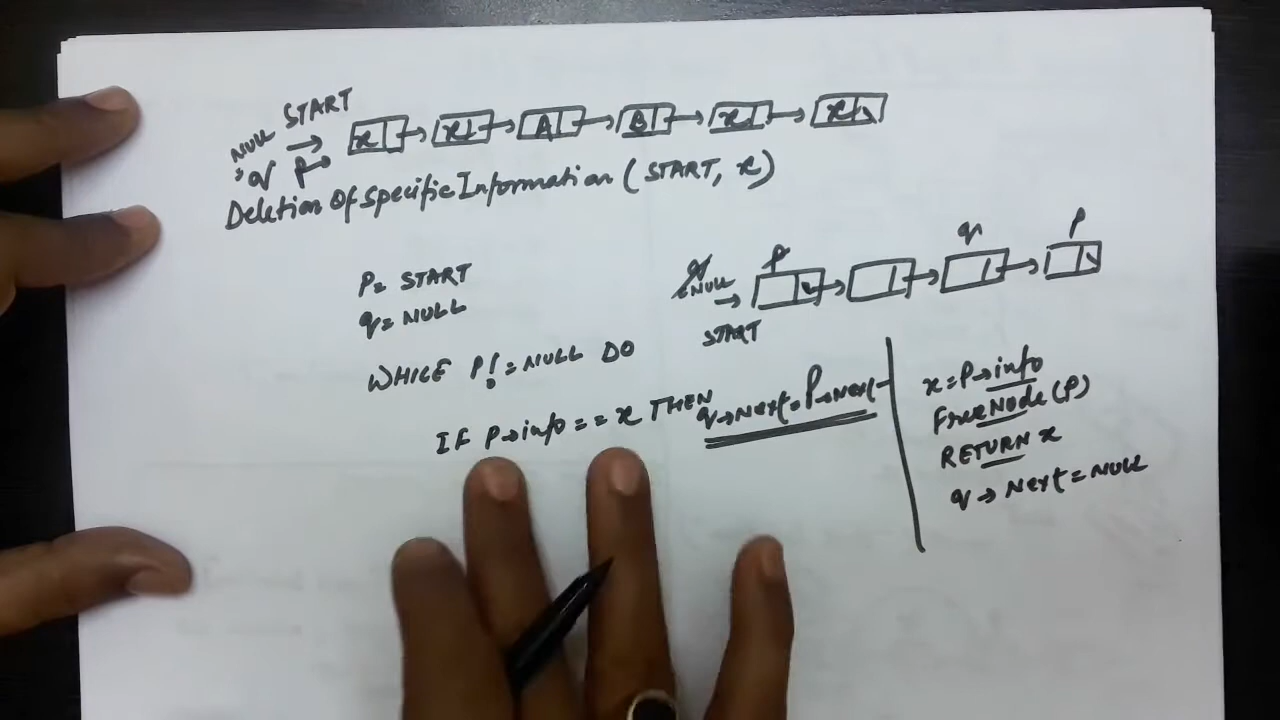 START
NULL
q P
x x A B x x
Deletion Of Specific Information (START, x)
P = START
q = NULL
WHILE P != NULL DO
IF P→info == x THEN
q→Next = P→Next
q
NULL
START
P
q
P
x = P→info
FreeNode(P)
RETURN x
q→Next = NULL